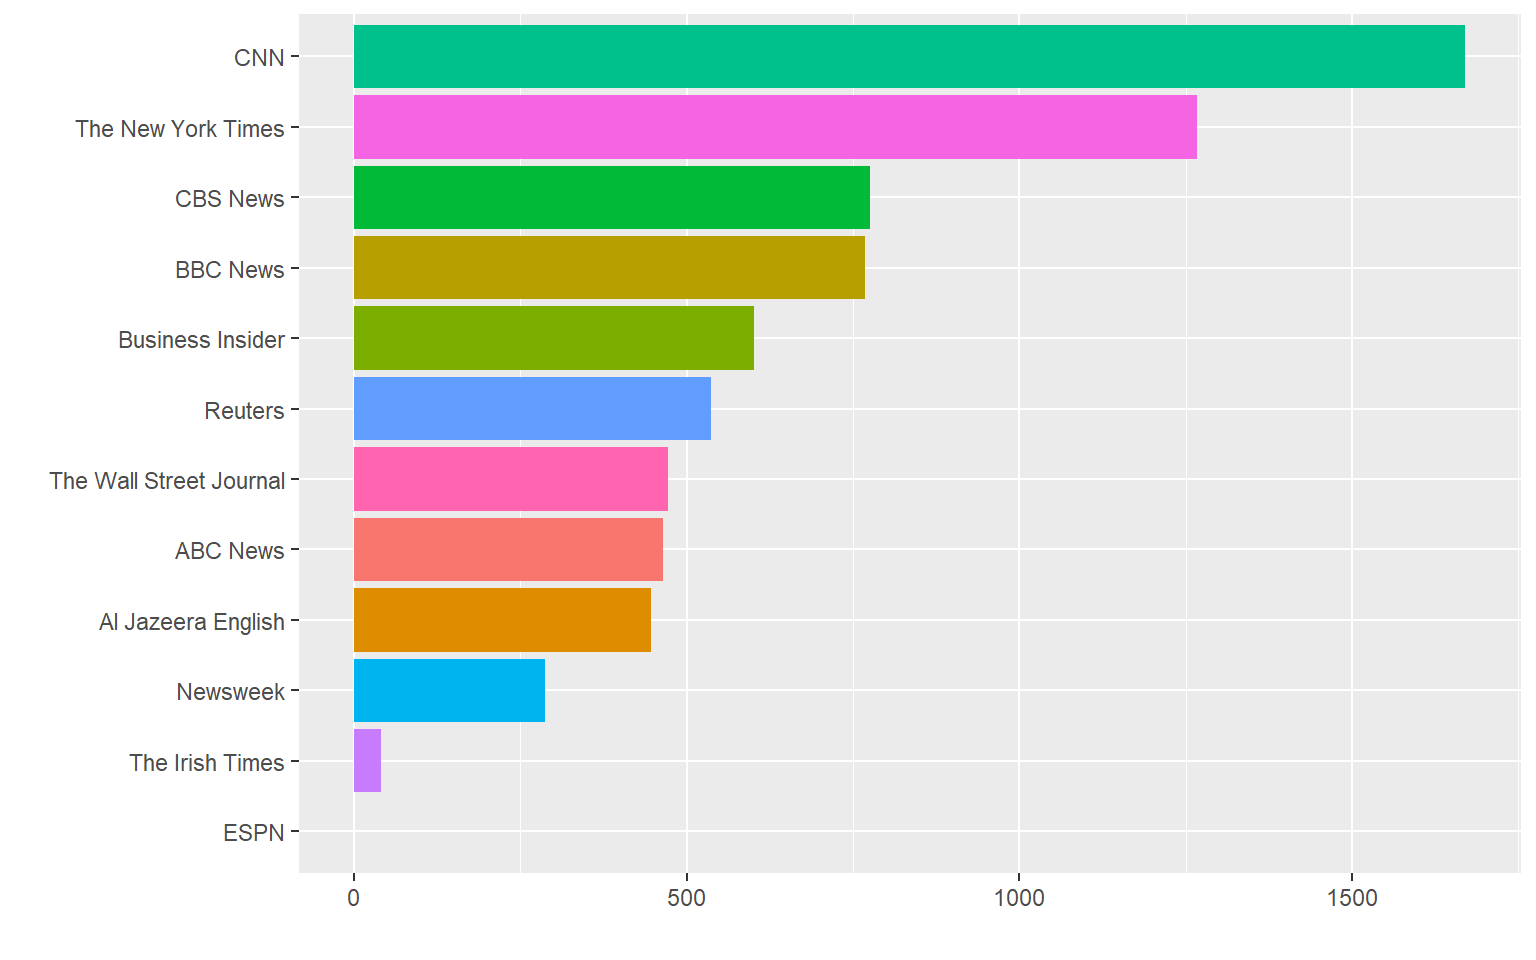 CNN
The New York Times
CBS News
BBC News
Business Insider
Reuters
The Wall Street Journal
ABC News
Al Jazeera English
Newsweek
The Irish Times
ESPN
0 500 1000 1500